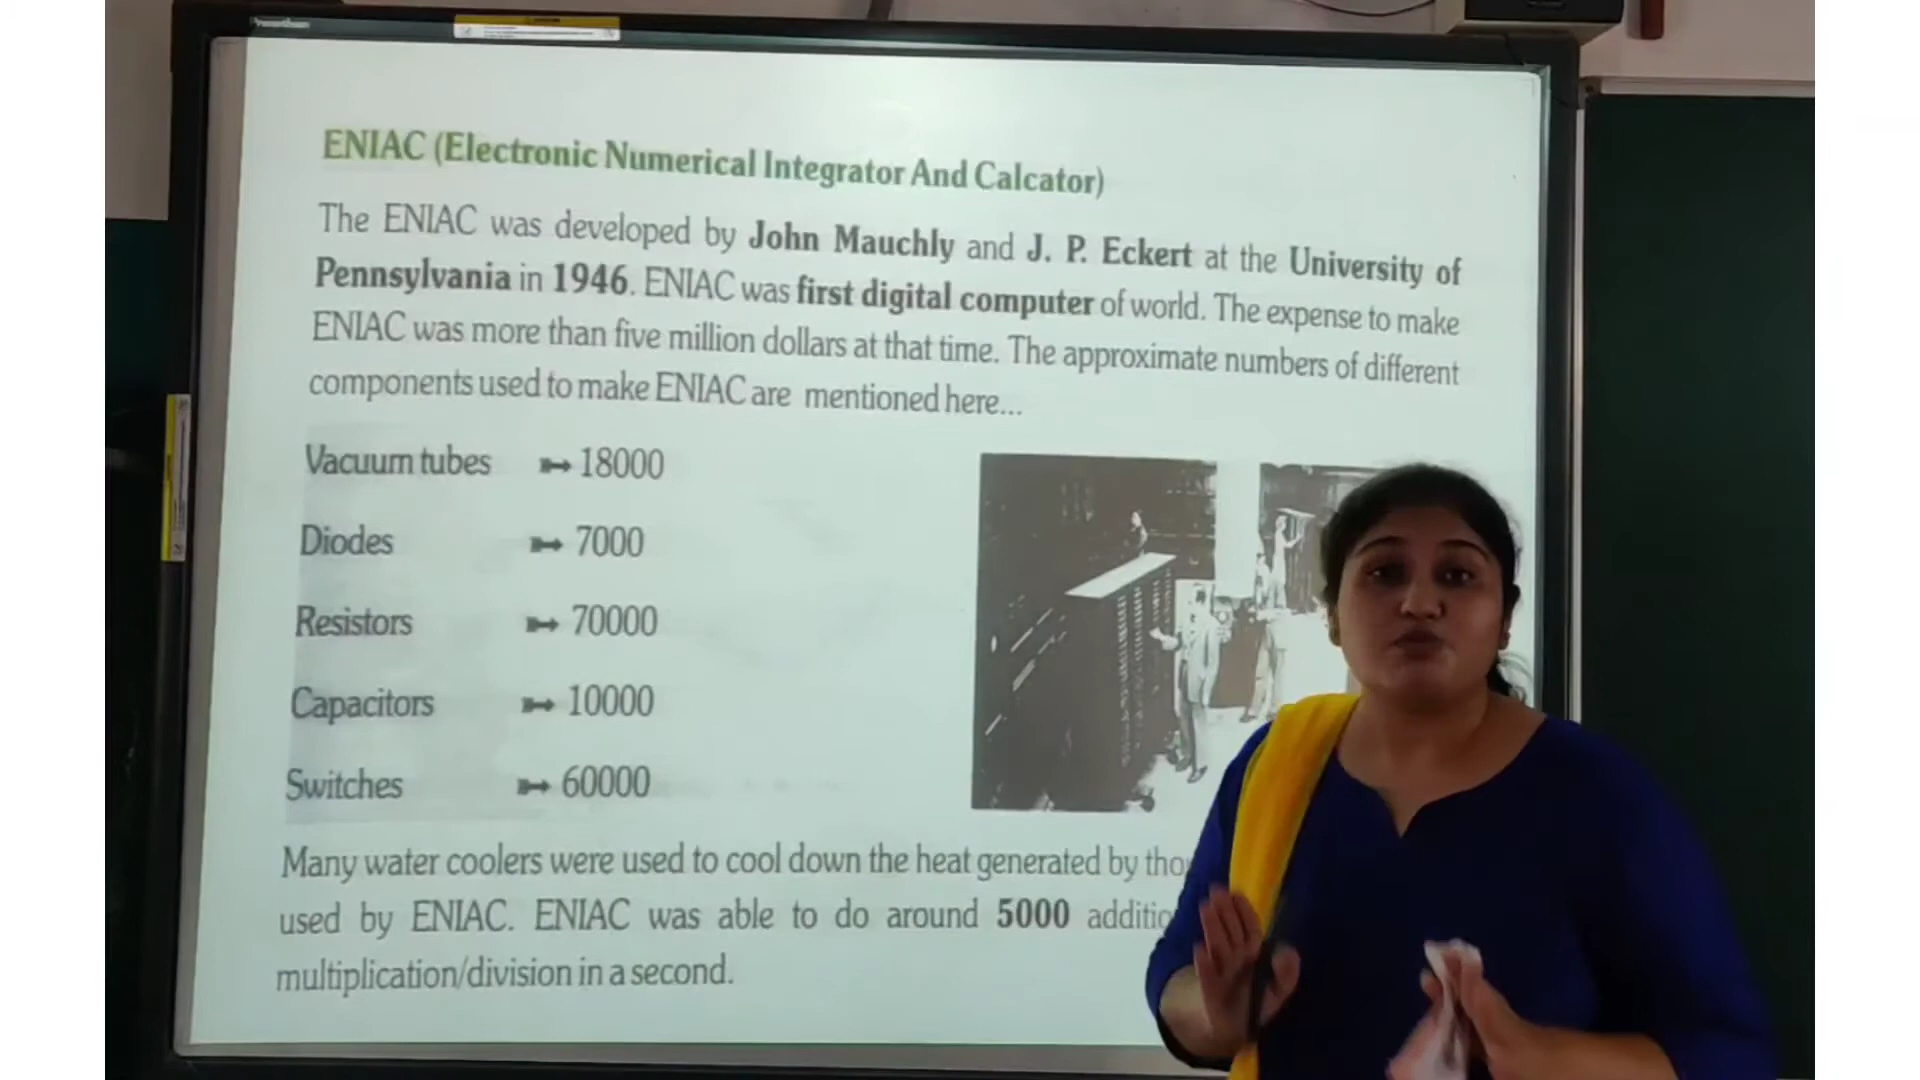 Promethean
ENIAC (Electronic Numerical Integrator And Calcator)
The ENIAC was developed by John Mauchly and J. P. Eckert at the University of
Pennsylvania in 1946. ENIAC was first digital computer of world. The expense to make
ENIAC was more than five million dollars at that time. The approximate numbers of different
components used to make ENIAC are mentioned here...
Vacuum tubes ➻ 18000
Diodes ➻ 7000
Resistors ➻ 70000
Capacitors ➻ 10000
Switches ➻ 60000
Many water coolers were used to cool down the heat generated by
used by ENIAC. ENIAC was able to do around 5000
multiplication/division in a second.